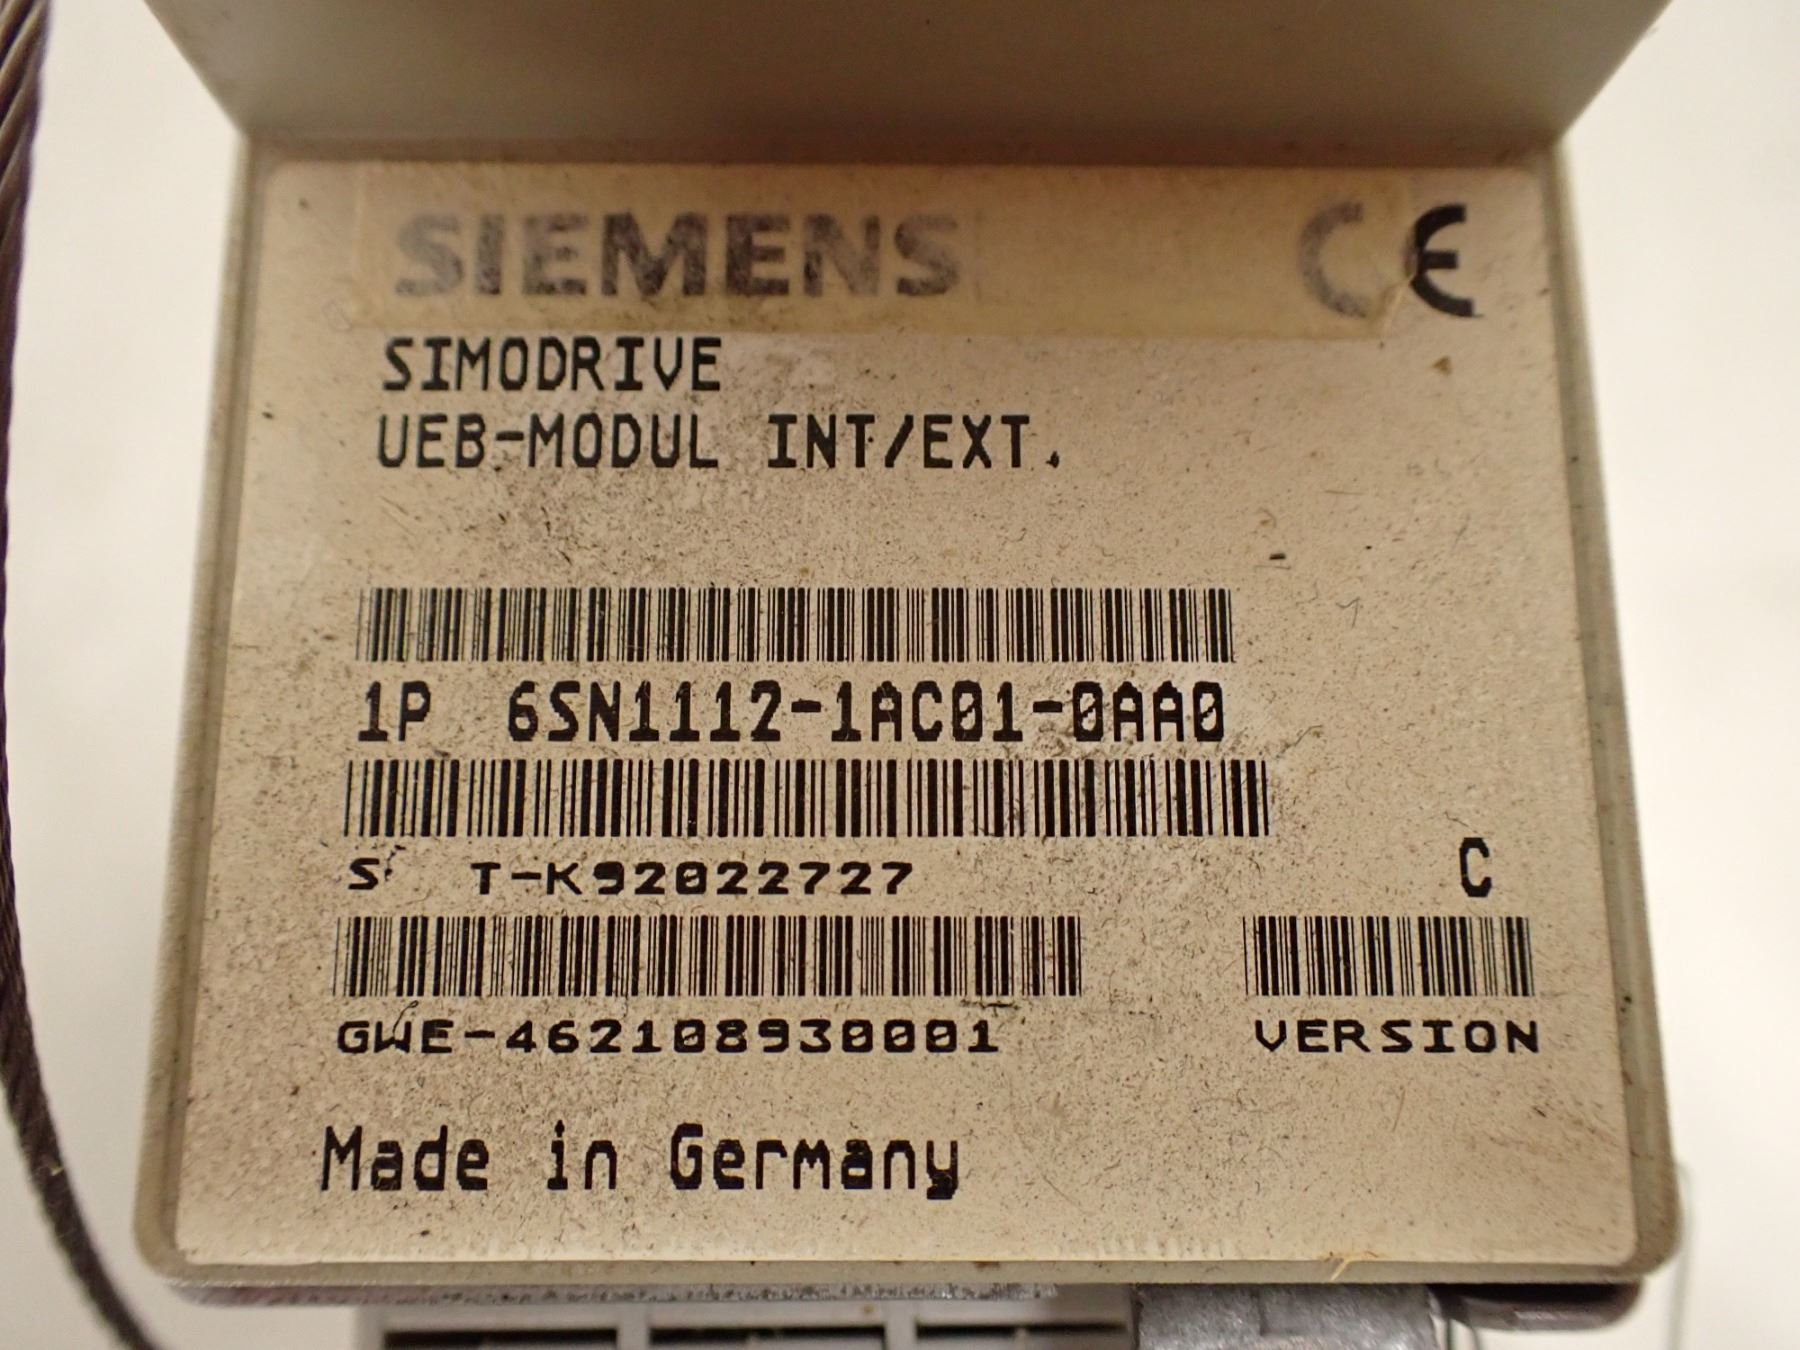 SIEMENS CE
SIMODRIVE
UEB-MODUL INT/EXT.
1P 6SN1112-1AC01-0AA0
S T-K92022727 C
GWE-462108930001 VERSION
Made in Germany